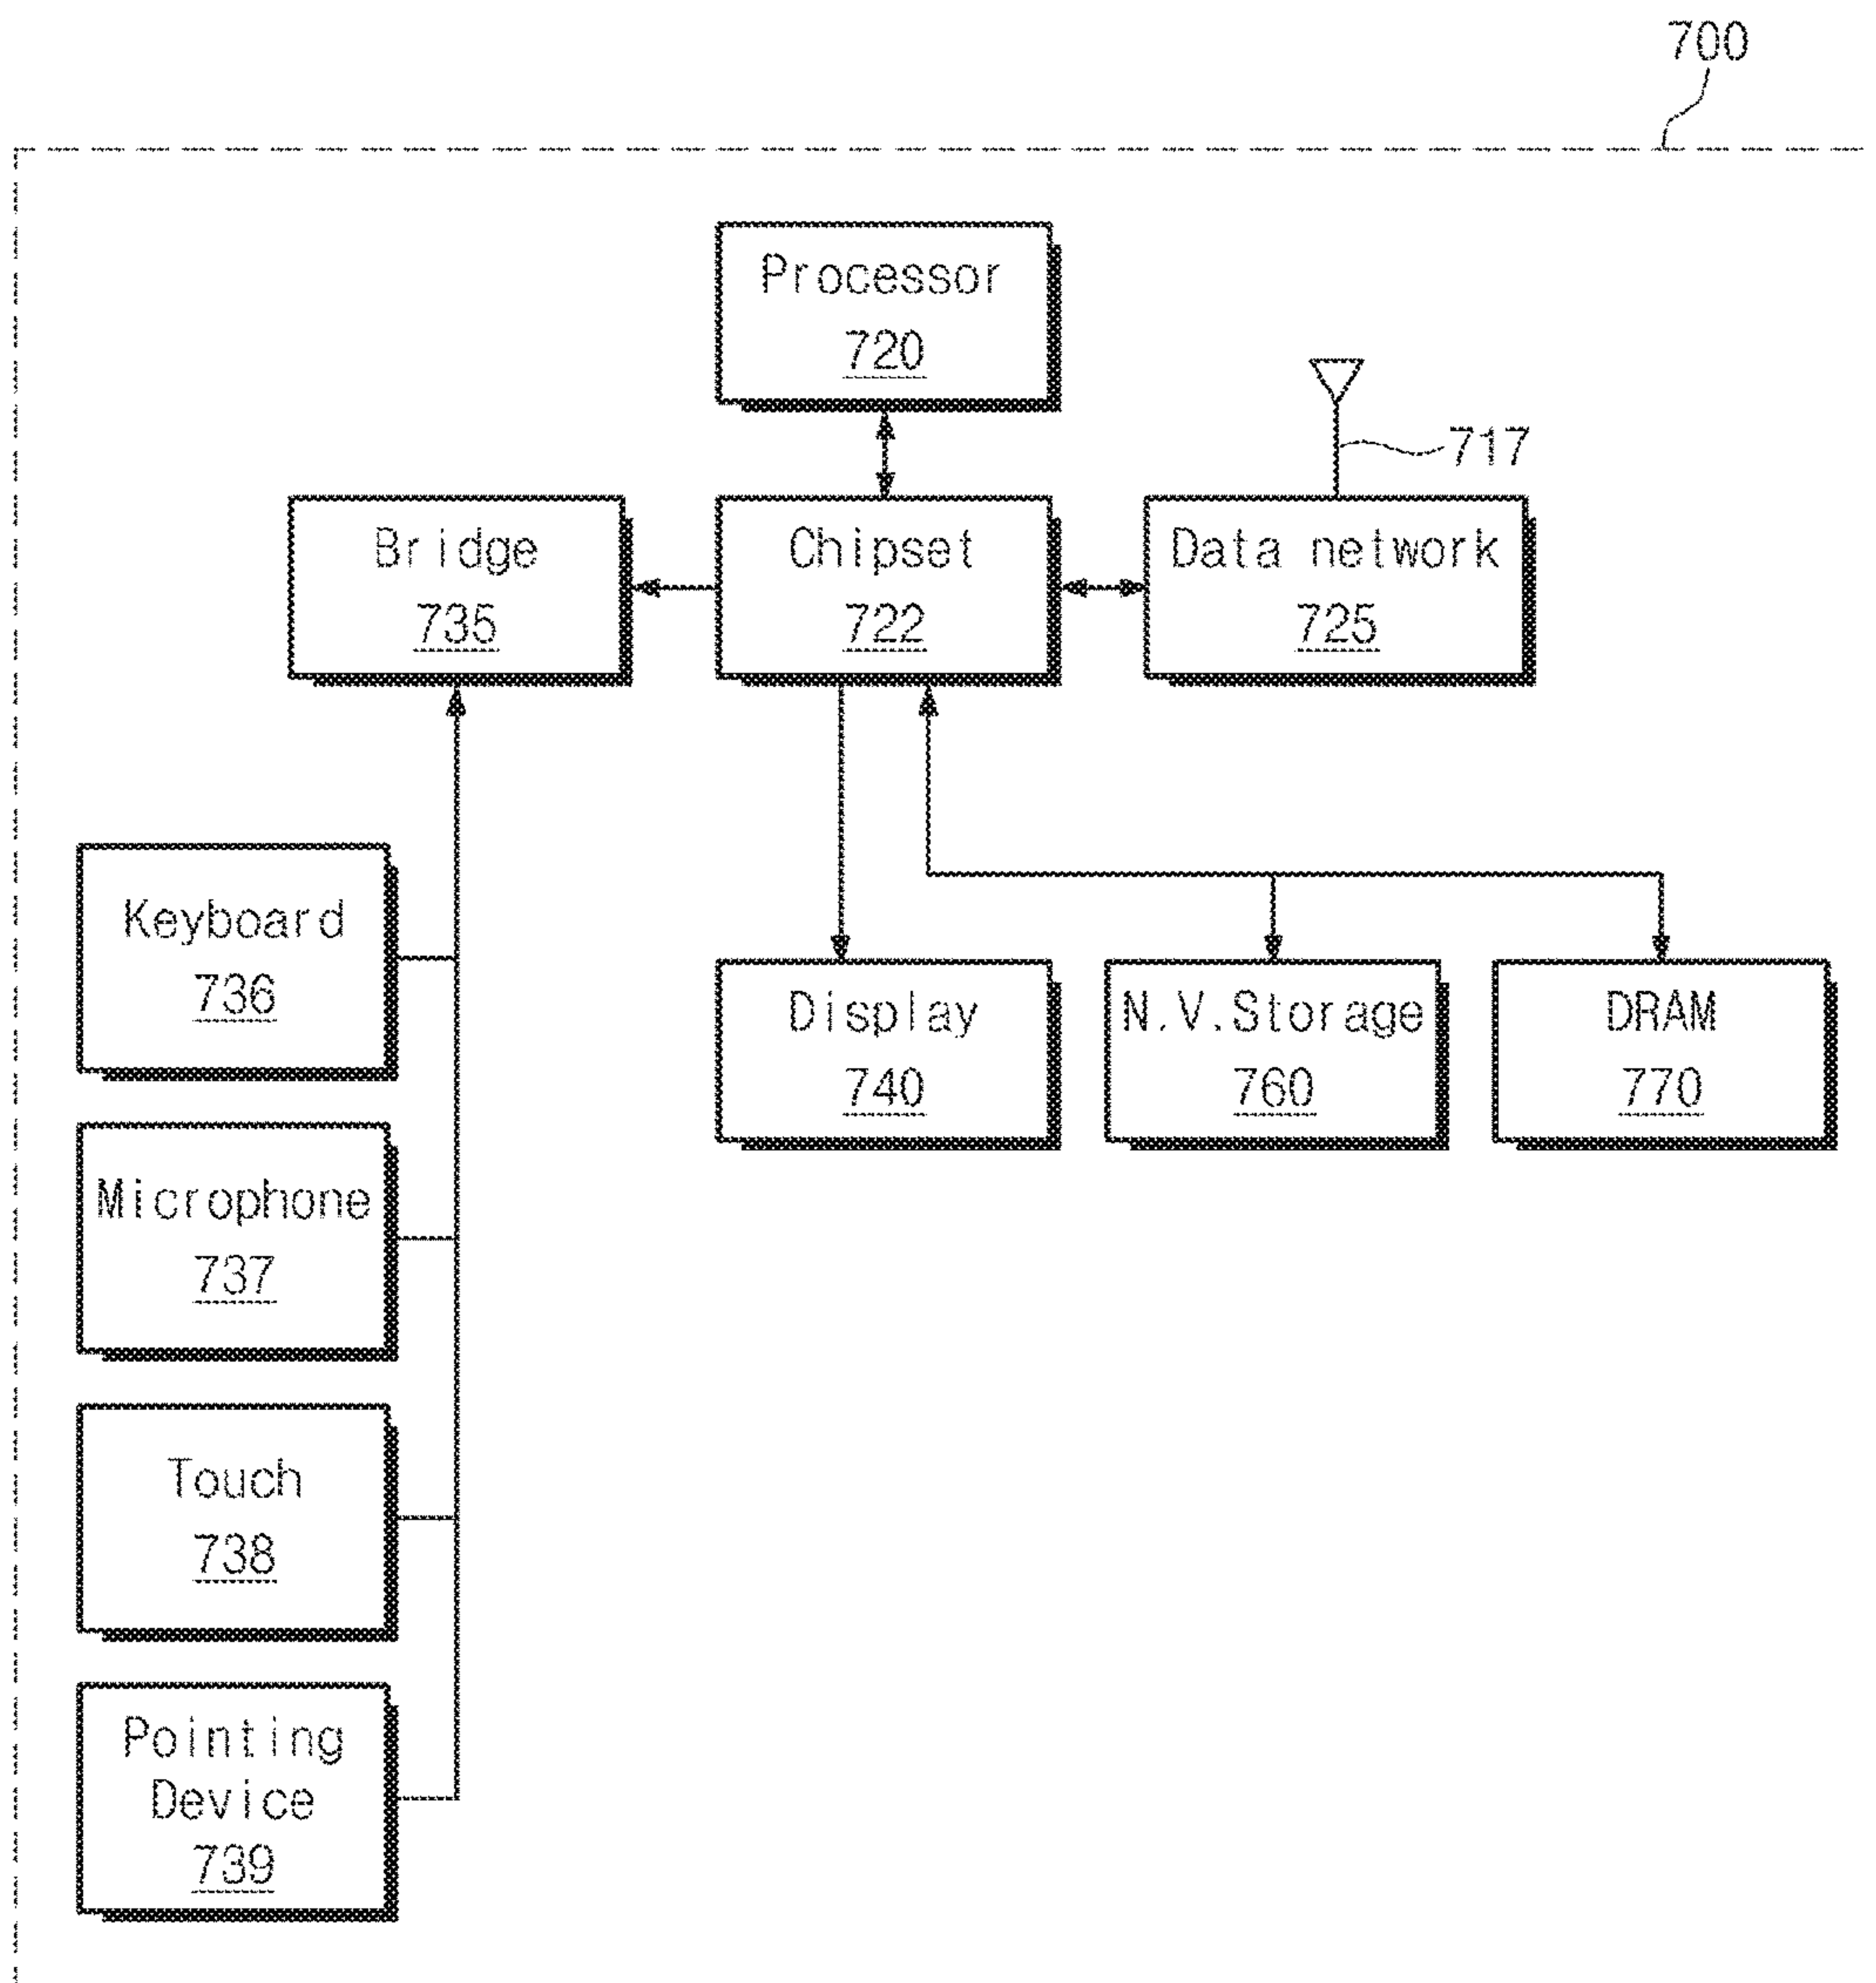 700
Processor
720
717
Bridge
735
Chipset
722
Data network
725
Keyboard
736
Display
740
N.V.Storage
760
DRAM
770
Microphone
737
Touch
738
Pointing
Device
739